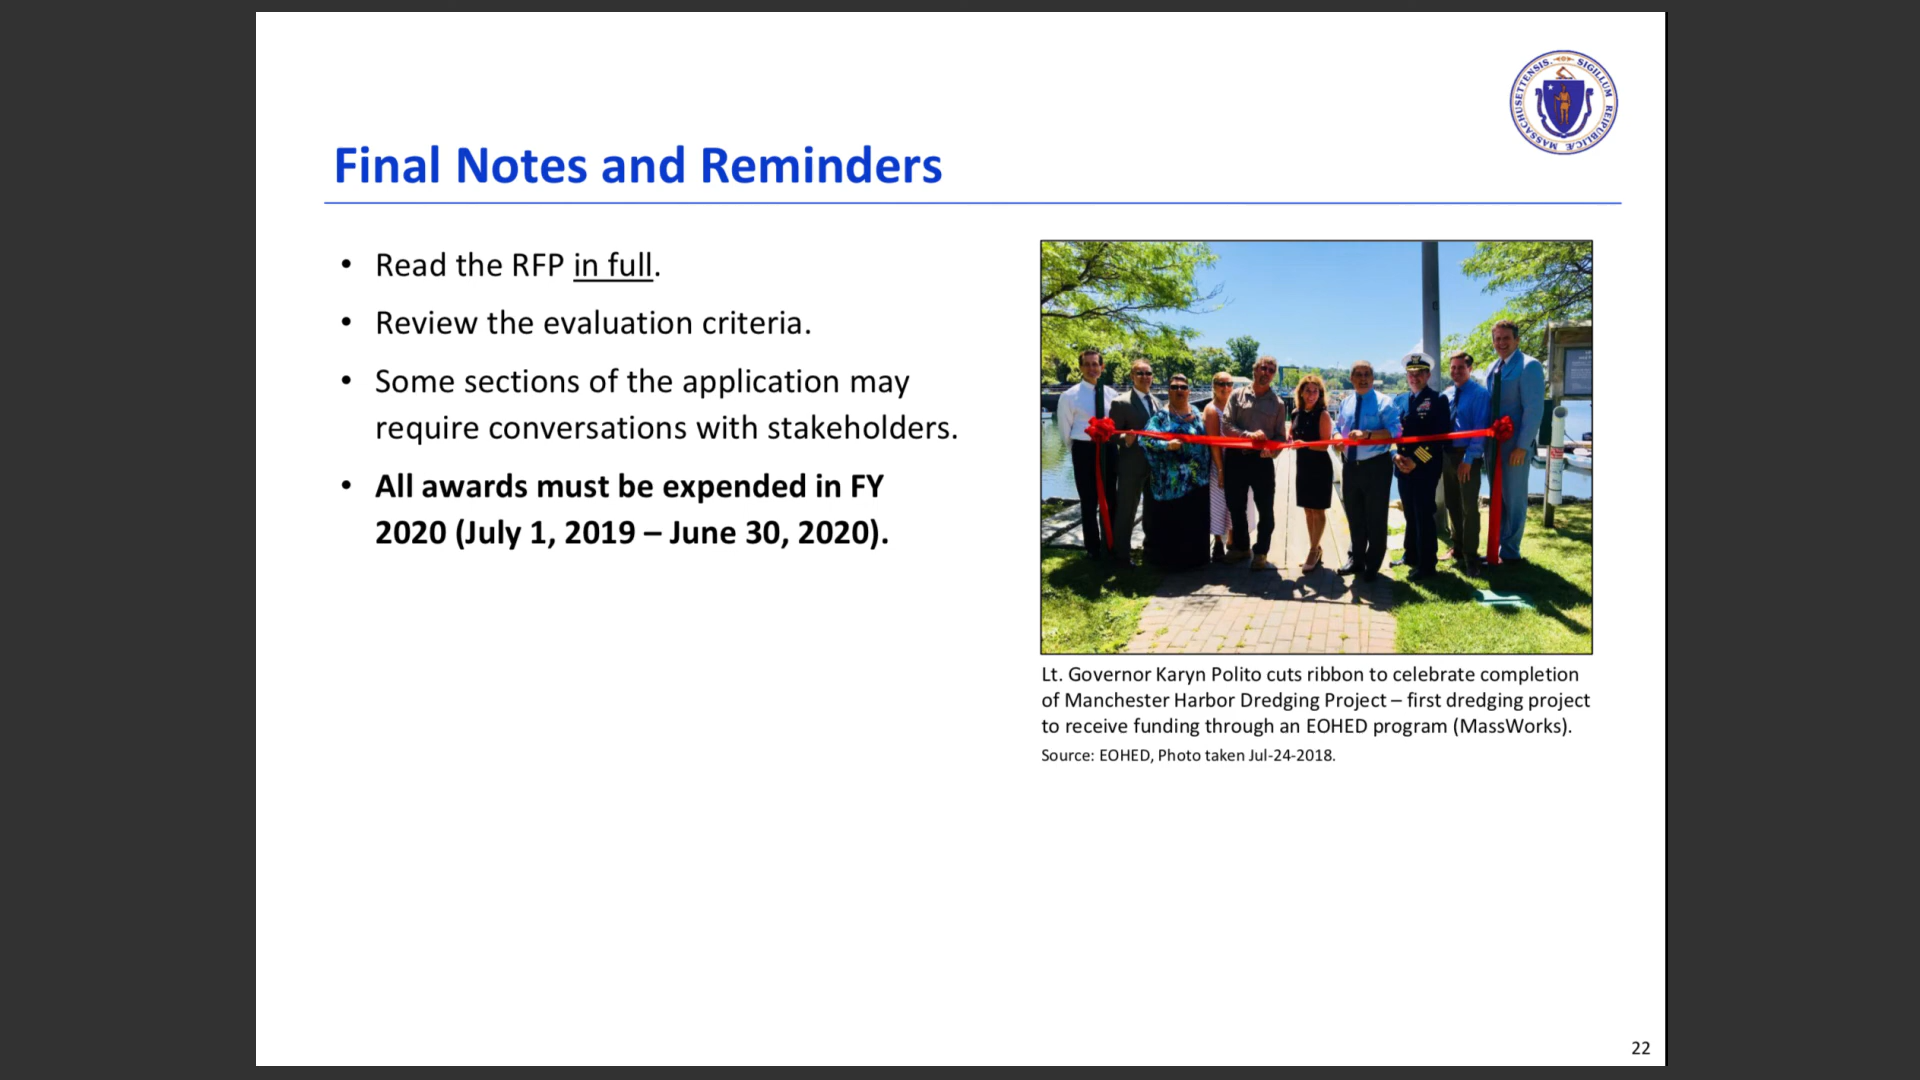 MASSACHUSETTENSIS. SIGILLUM REIPUBLICÆ
Final Notes and Reminders
• Read the RFP in full.
• Review the evaluation criteria.
• Some sections of the application may
require conversations with stakeholders.
• All awards must be expended in FY
2020 (July 1, 2019 – June 30, 2020).
Lt. Governor Karyn Polito cuts ribbon to celebrate completion
of Manchester Harbor Dredging Project – first dredging project
to receive funding through an EOHED program (MassWorks).
Source: EOHED, Photo taken Jul-24-2018.
22